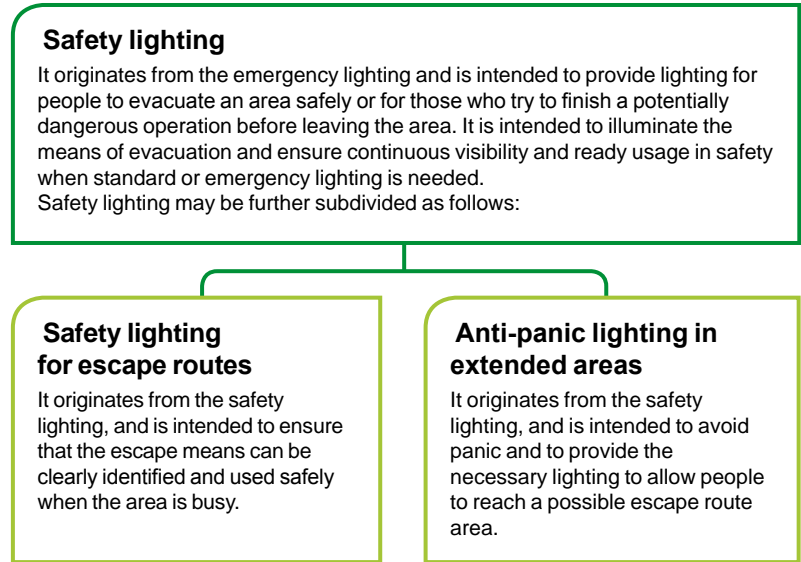 Safety lighting
It originates from the emergency lighting and is intended to provide lighting for
people to evacuate an area safely or for those who try to finish a potentially
dangerous operation before leaving the area. It is intended to illuminate the
means of evacuation and ensure continuous visibility and ready usage in safety
when standard or emergency lighting is needed.
Safety lighting may be further subdivided as follows:
Safety lighting
for escape routes
It originates from the safety
lighting, and is intended to ensure
that the escape means can be
clearly identified and used safely
when the area is busy.
Anti-panic lighting in
extended areas
It originates from the safety
lighting, and is intended to avoid
panic and to provide the
necessary lighting to allow people
to reach a possible escape route
area.